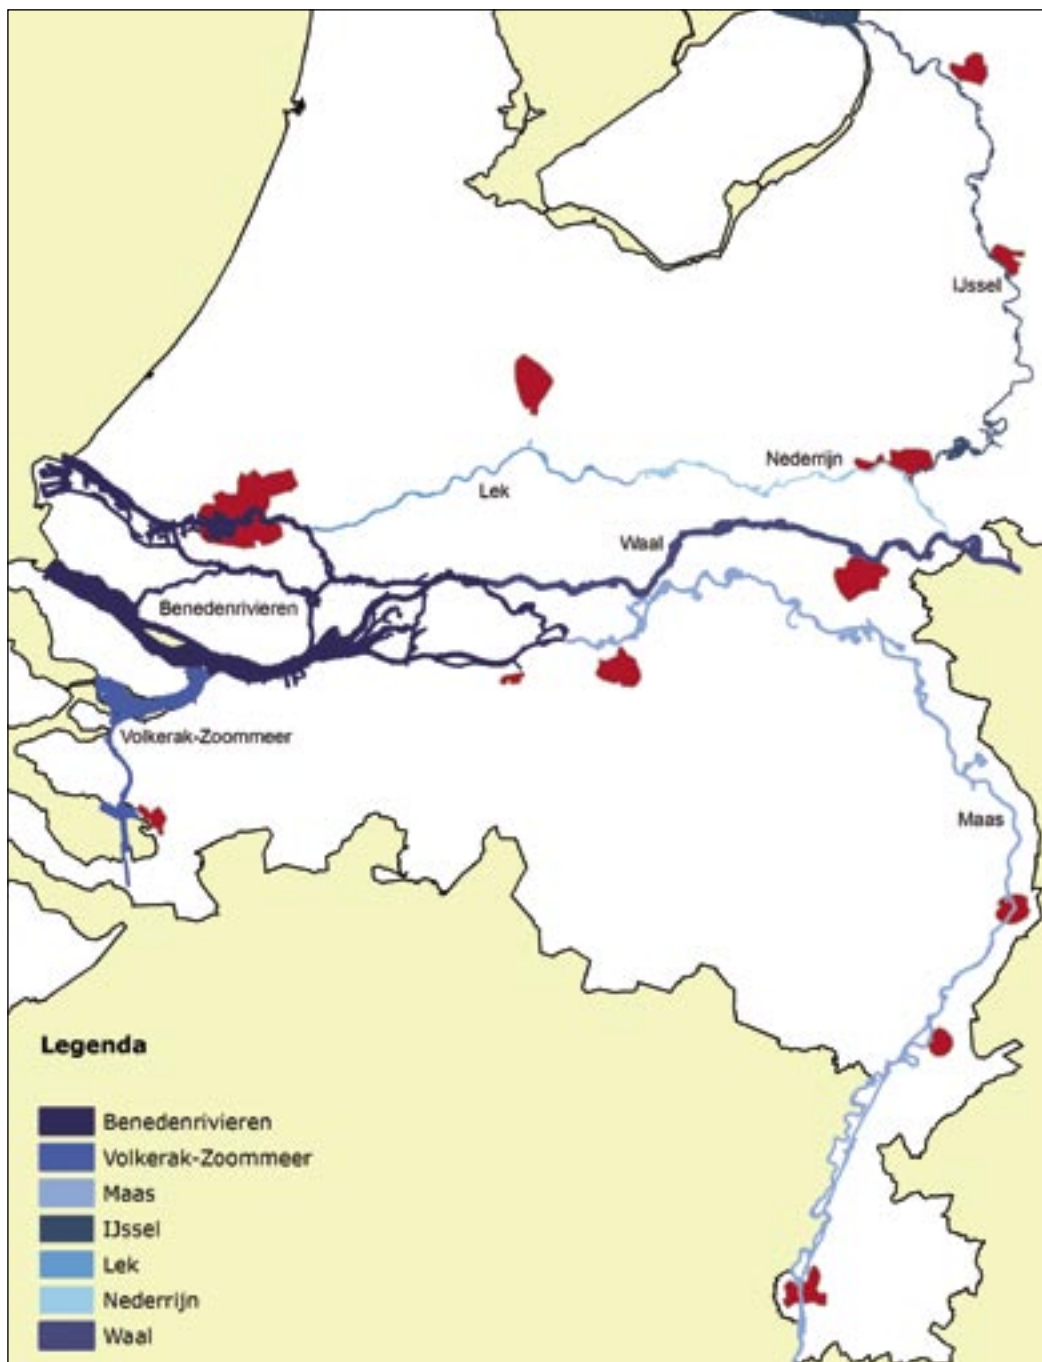 IJssel
Nederrijn
Lek
Waal
Benedenrivieren
Volkerak-Zoommeer
Maas
Legenda
Benedenrivieren
Volkerak-Zoommeer
Maas
IJssel
Lek
Nederrijn
Waal